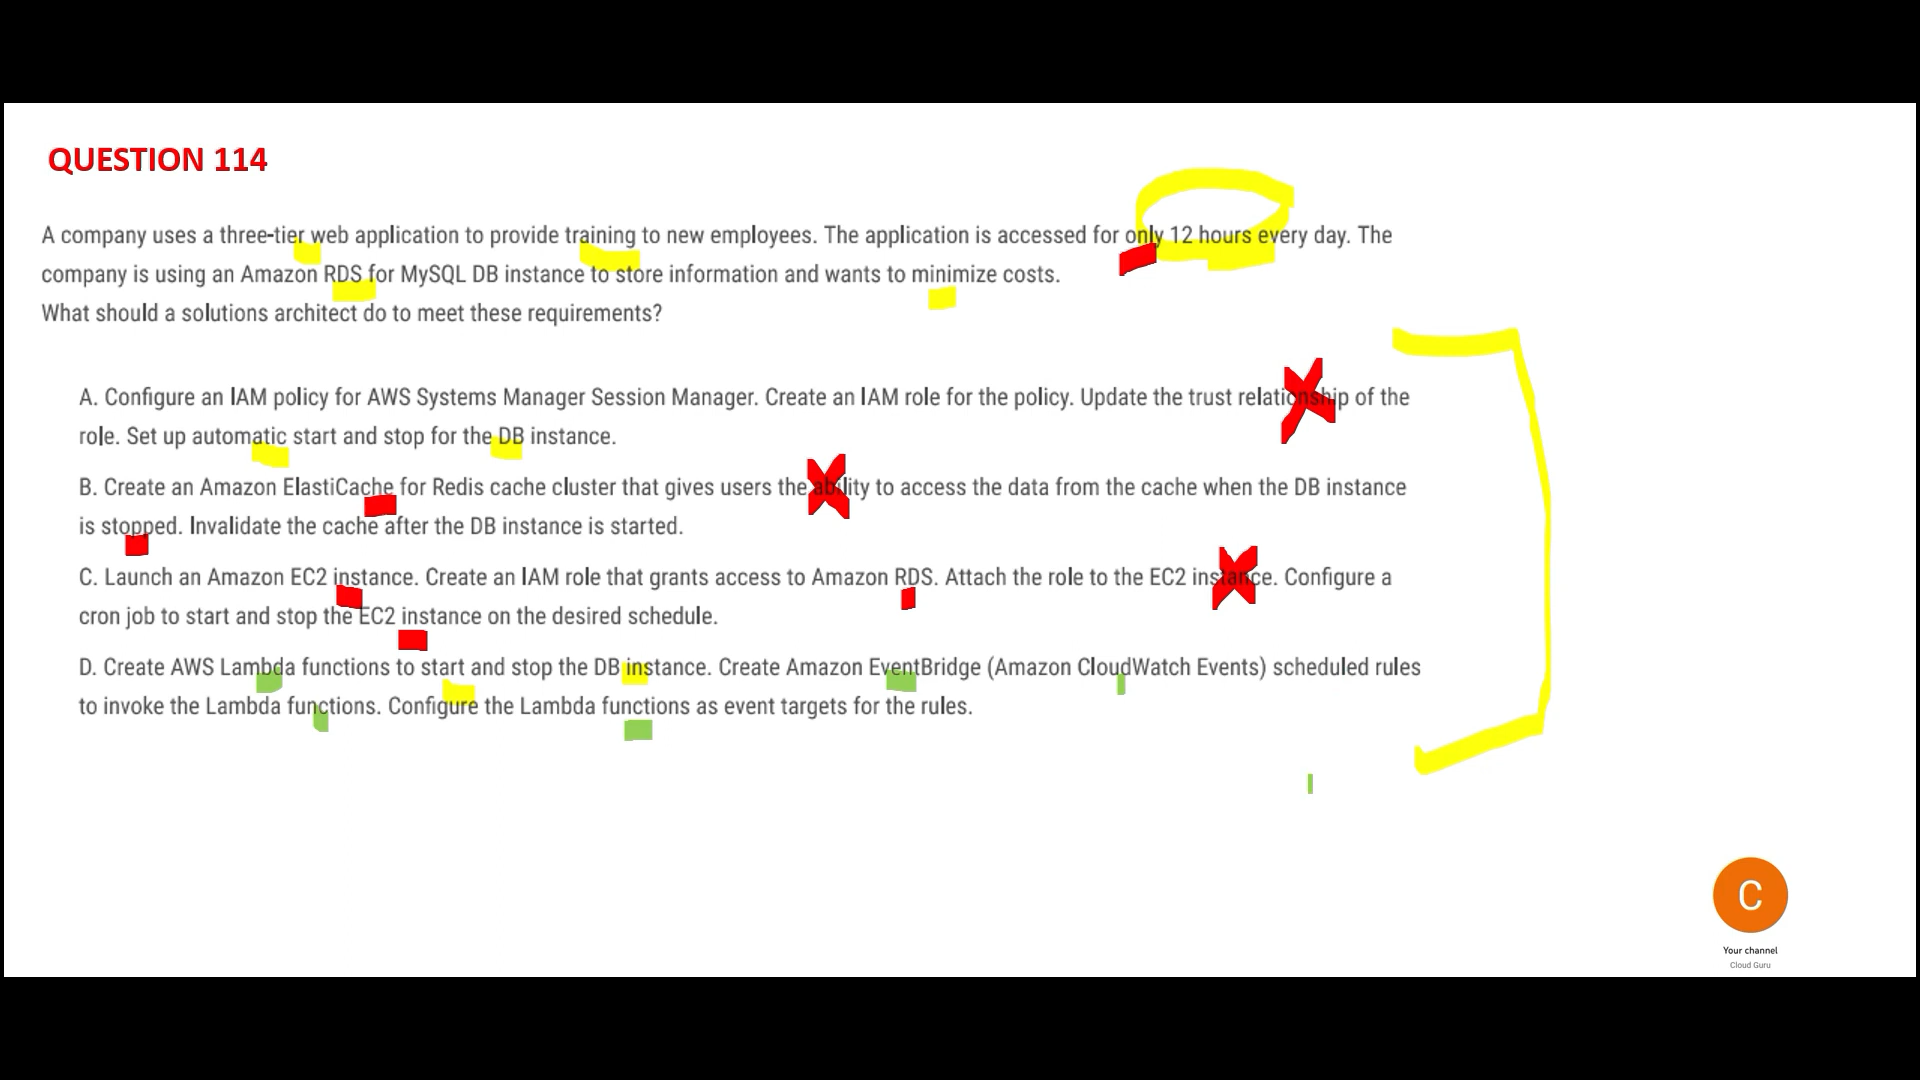 QUESTION 114
A company uses a three-tier web application to provide training to new employees. The application is accessed for only 12 hours every day. The
company is using an Amazon RDS for MySQL DB instance to store information and wants to minimize costs.
What should a solutions architect do to meet these requirements?
A. Configure an IAM policy for AWS Systems Manager Session Manager. Create an IAM role for the policy. Update the trust relationship of the
role. Set up automatic start and stop for the DB instance.
B. Create an Amazon ElastiCache for Redis cache cluster that gives users the ability to access the data from the cache when the DB instance
is stopped. Invalidate the cache after the DB instance is started.
C. Launch an Amazon EC2 instance. Create an IAM role that grants access to Amazon RDS. Attach the role to the EC2 instance. Configure a
cron job to start and stop the EC2 instance on the desired schedule.
D. Create AWS Lambda functions to start and stop the DB instance. Create Amazon EventBridge (Amazon CloudWatch Events) scheduled rules
to invoke the Lambda functions. Configure the Lambda functions as event targets for the rules.
C
Your channel
Cloud Guru